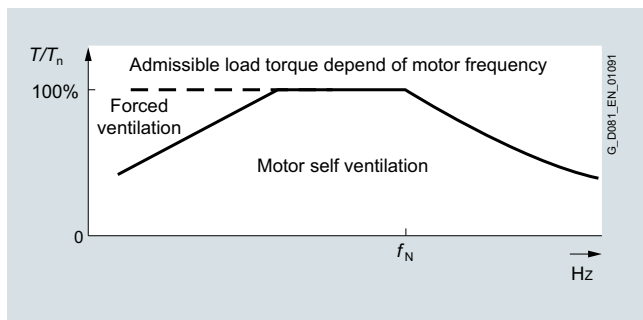 T/Tn
Admissible load torque depend of motor frequency
100%
Forced
ventilation
Motor self ventilation
0
fN
Hz
G_D081_EN_01091